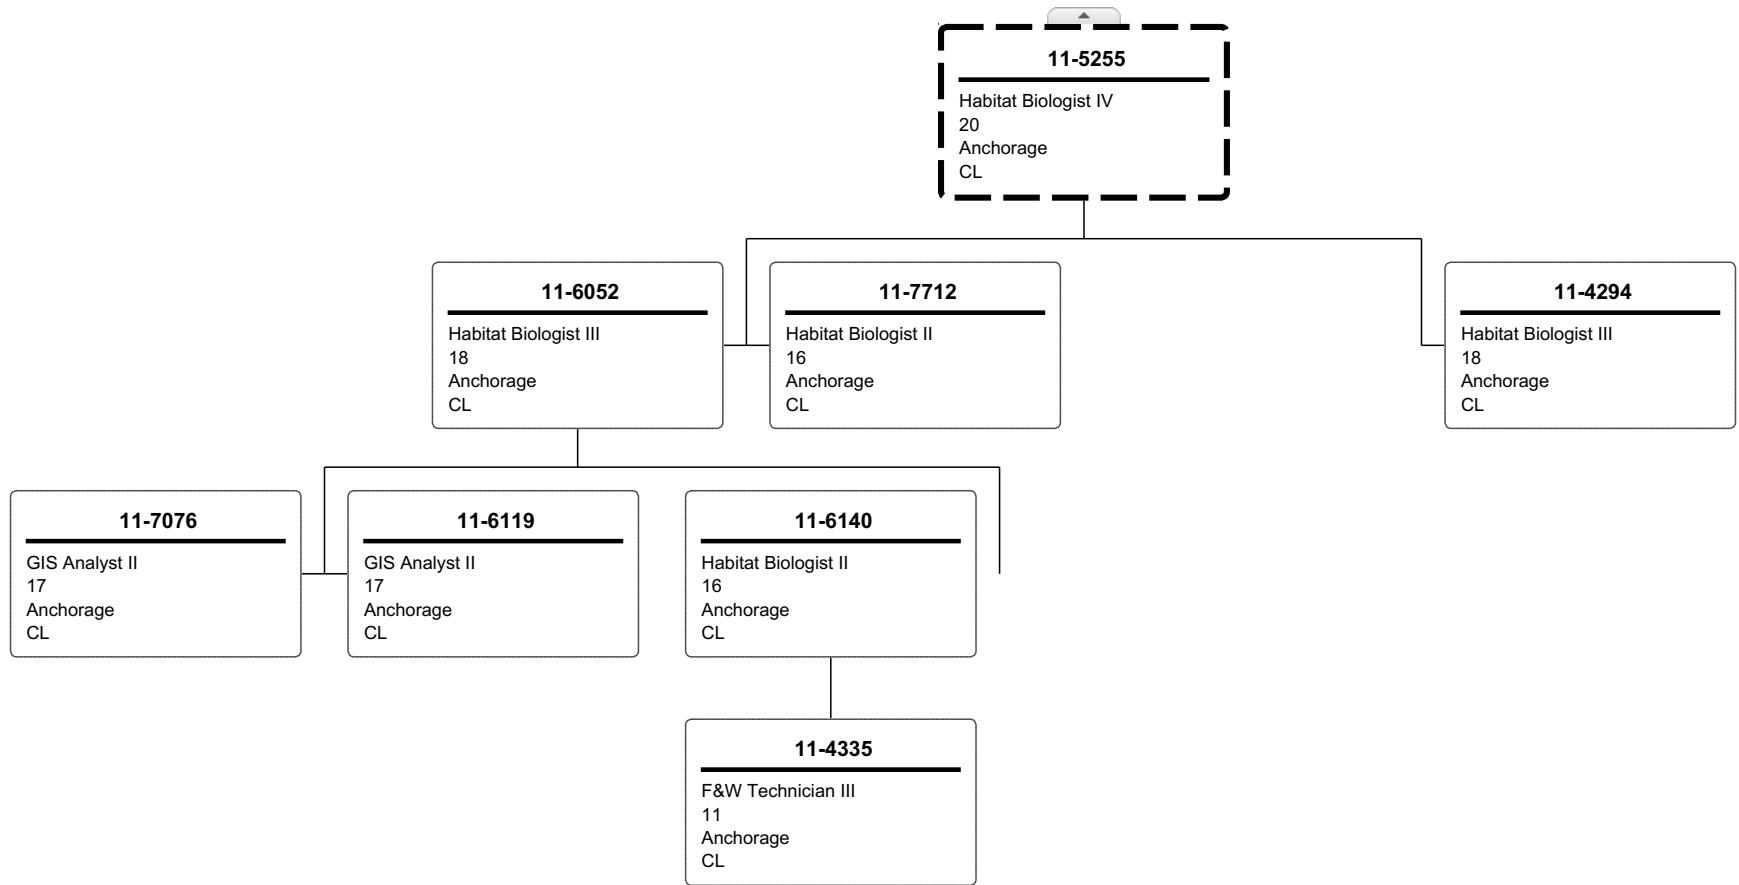 11-5255
Habitat Biologist IV
20
Anchorage
CL
11-6052
Habitat Biologist III
18
Anchorage
CL
11-7712
Habitat Biologist II
16
Anchorage
CL
11-4294
Habitat Biologist III
18
Anchorage
CL
11-7076
GIS Analyst II
17
Anchorage
CL
11-6119
GIS Analyst II
17
Anchorage
CL
11-6140
Habitat Biologist II
16
Anchorage
CL
11-4335
F&W Technician III
11
Anchorage
CL